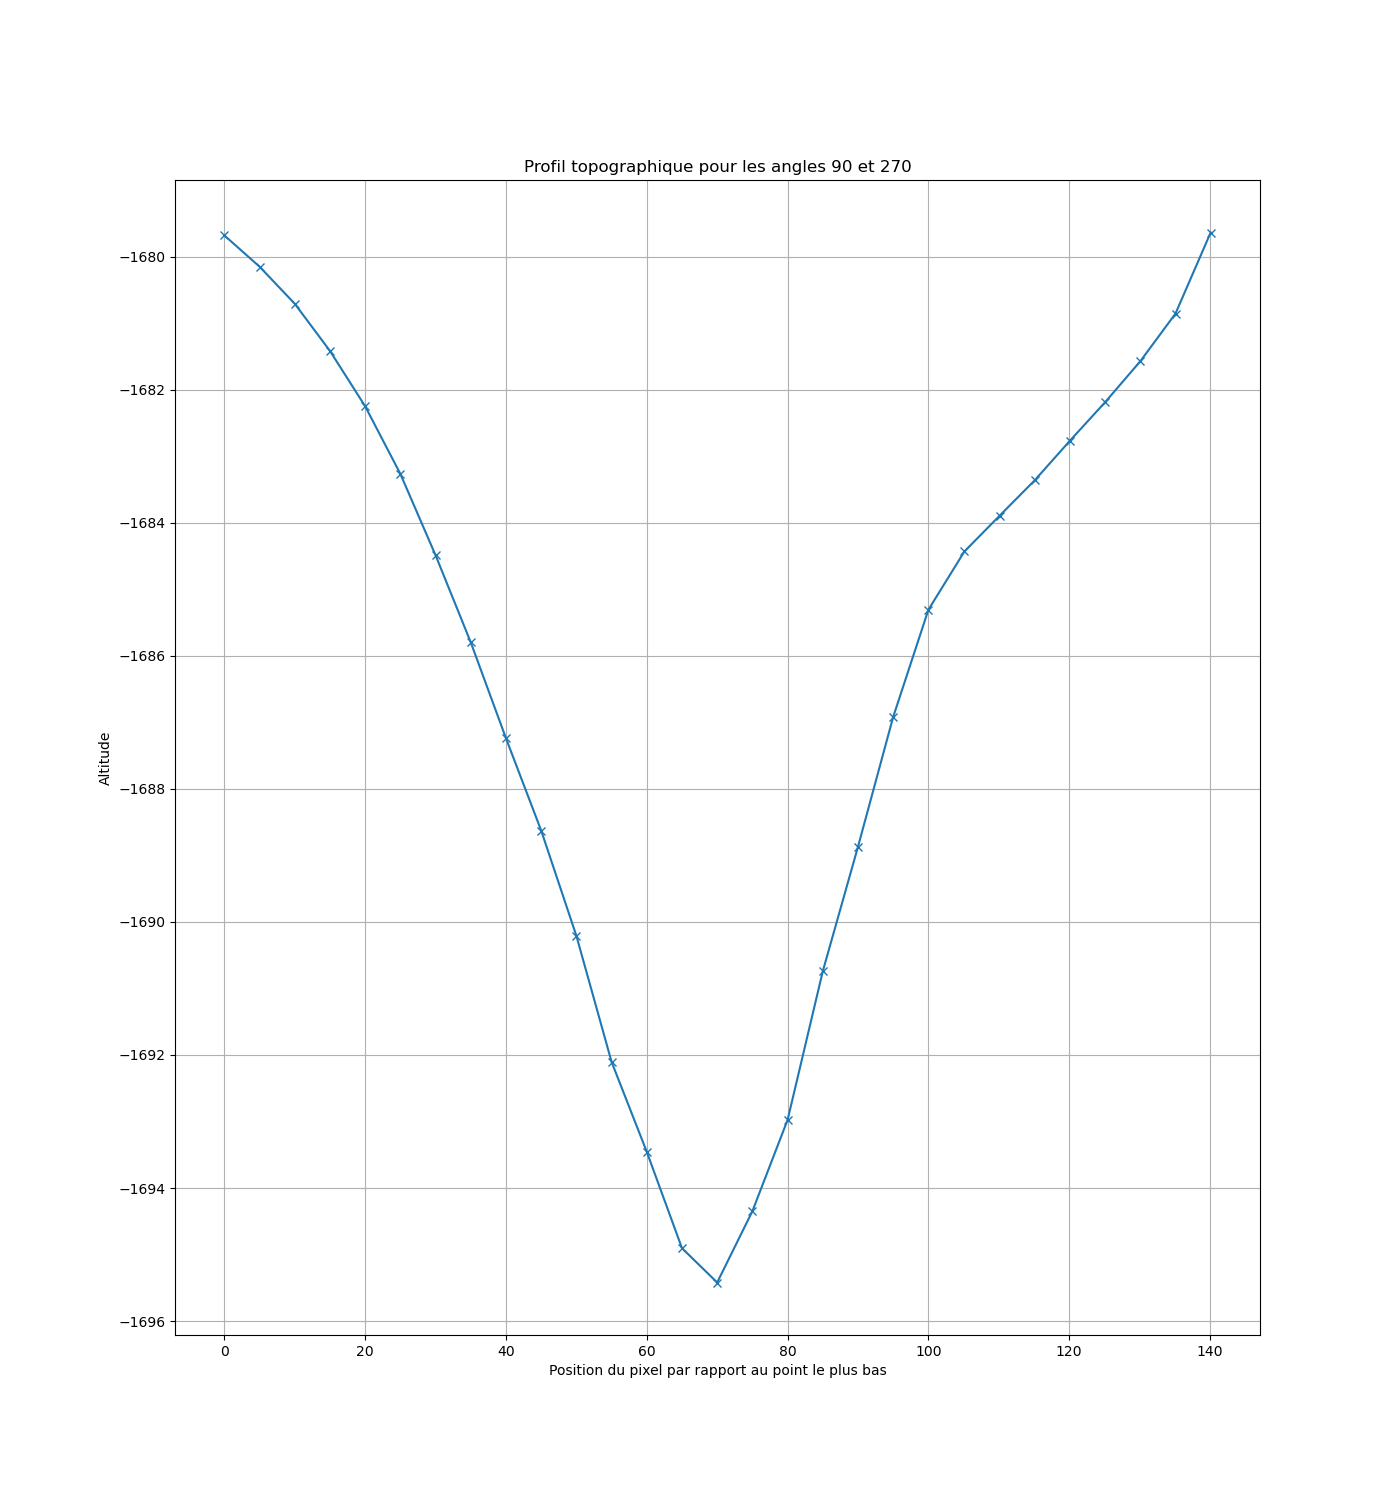 Profil topographique pour les angles 90 et 270
−1680
−1682
−1684
−1686
−1688
−1690
−1692
−1694
−1696
Altitude
0 20 40 60 80 100 120 140
Position du pixel par rapport au point le plus bas